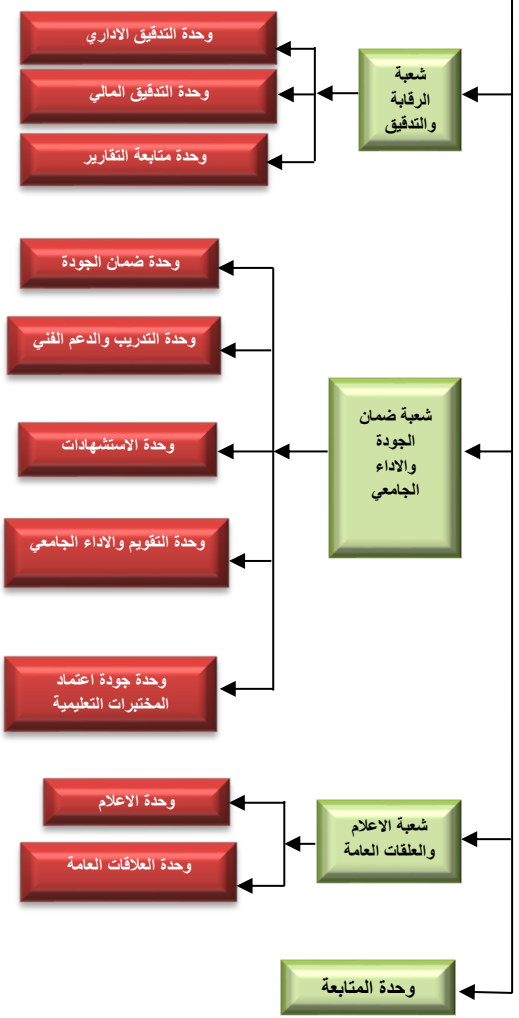 شعبة
الرقابة
والتدقيق
وحدة التدقيق الاداري
وحدة التدقيق المالي
وحدة متابعة التقارير
شعبة ضمان
الجودة
والاداء
الجامعي
وحدة ضمان الجودة
وحدة التدريب والدعم الفني
وحدة الاستشهادات
وحدة التقويم والاداء الجامعي
وحدة جودة اعتماد
المختبرات التعليمية
شعبة الاعلام
والعلقات العامة
وحدة الاعلام
وحدة العلاقات العامة
وحدة المتابعة